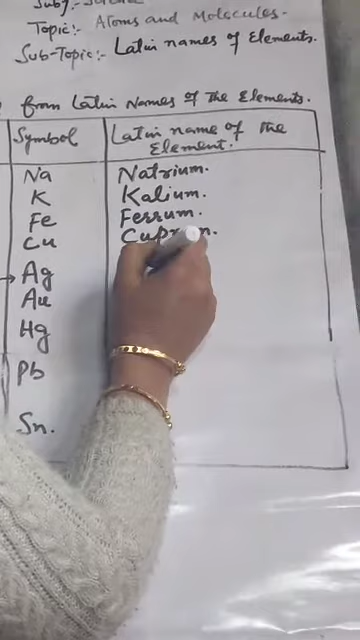 Sub-Topic:- Latin names of Elements.
Topic:- Atoms and Molecules.
from Latin Names of the Elements.
Symbol Latin name of the Element.
Na Natrium.
K Kalium.
Fe Ferrum.
Cu
Ag
Au
Hg
Pb
Sn.